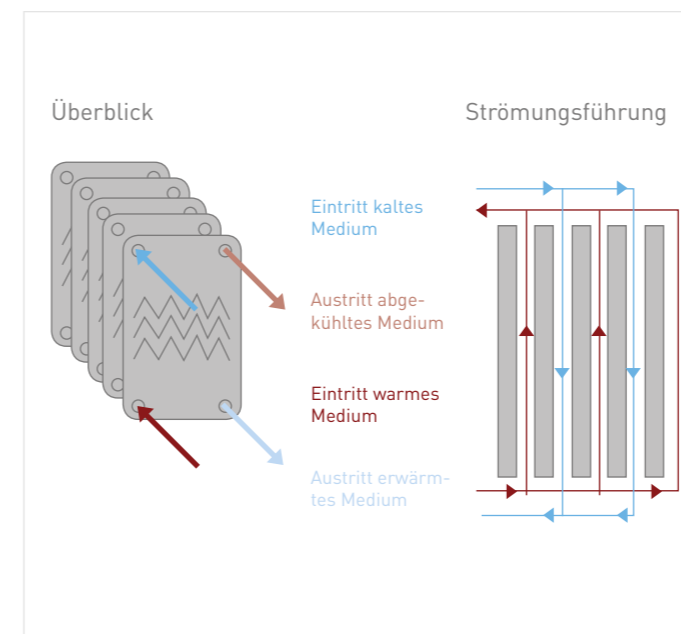 Überblick
Strömungsführung
Eintritt kaltes
Medium
Austritt abge-
kühltes Medium
Eintritt warmes
Medium
Austritt erwärm-
tes Medium